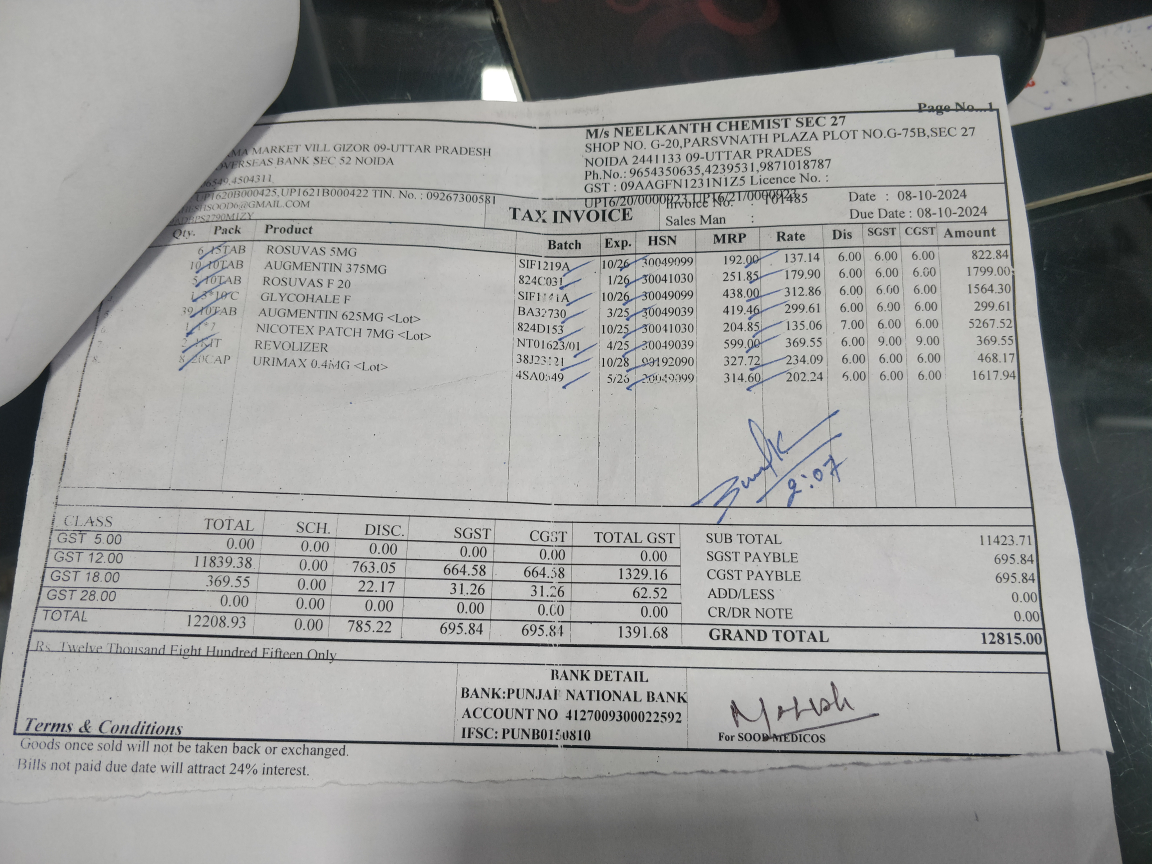 Page No...1
MARKET VILL GIZOR 09-UTTAR PRADESH
OVERSEAS BANK SEC 52 NOIDA
4504311
UP1620B000425,UP1621B000422 TIN. No. : 09267300581
@GMAIL.COM
M/s NEELKANTH CHEMIST SEC 27
SHOP NO. G-20,PARSVNATH PLAZA PLOT NO.G-75B,SEC 27
NOIDA 2441133 09-UTTAR PRADES
Ph.No.: 9654350635,4239531,9871018787
GST : 09AAGFN1231N1Z5 Licence No. :
UP16/20/0000923,UP16/21/0000923
TAX INVOICE
Invoice No. : T01485 Date : 08-10-2024
Sales Man : Due Date : 08-10-2024
Qty. Pack Product Batch Exp. HSN MRP Rate Dis SGST CGST Amount
6 15TAB ROSUVAS 5MG SIF1219A 10/26 30049099 192.00 137.14 6.00 6.00 6.00 822.84
10 10TAB AUGMENTIN 375MG 824C031 1/26 30041030 251.85 179.90 6.00 6.00 6.00 1799.00
5 10TAB ROSUVAS F 20 10/26 30049099 438.00 312.86 6.00 6.00 6.00 1564.30
GLYCOHALE F BA32730 3/25 30049039 419.46 299.61 6.00 6.00 6.00 299.61
39 10TAB AUGMENTIN 625MG <Lot> 824D153 10/25 30041030 204.85 135.06 7.00 6.00 6.00 5267.52
NICOTEX PATCH 7MG <Lot> NT01623/01 4/25 30049039 599.00 369.55 6.00 9.00 9.00 369.55
REVOLIZER 10/28 90192090 327.72 234.09 6.00 6.00 6.00 468.17
8 20CAP URIMAX 0.4MG <Lot> 5/26 314.60 202.24 6.00 6.00 6.00 1617.94
2:07
CLASS TOTAL SCH. DISC. SGST CGST TOTAL GST
GST 5.00 0.00 0.00 0.00 0.00 0.00 0.00
GST 12.00 11839.38 0.00 763.05 664.58 664.58 1329.16
GST 18.00 369.55 0.00 22.17 31.26 31.26 62.52
GST 28.00 0.00 0.00 0.00 0.00 0.00 0.00
TOTAL 12208.93 0.00 785.22 695.84 695.84 1391.68
SUB TOTAL 11423.71
SGST PAYBLE 695.84
CGST PAYBLE 695.84
ADD/LESS 0.00
CR/DR NOTE 0.00
GRAND TOTAL 12815.00
Rs. Twelve Thousand Eight Hundred Fifteen Only
BANK DETAIL
BANK:PUNJAB NATIONAL BANK
ACCOUNT NO 4127009300022592
IFSC: PUNB0150810
For SOOD MEDICOS
Terms & Conditions
Goods once sold will not be taken back or exchanged.
Bills not paid due date will attract 24% interest.